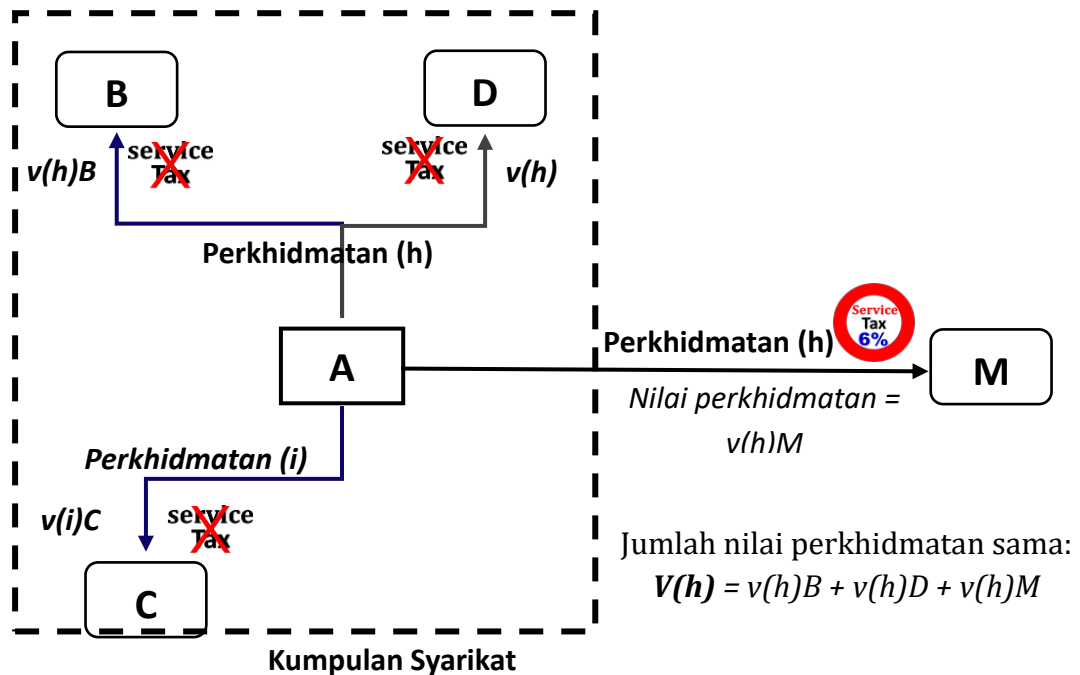 B
D
service
Tax
service
Tax
v(h)B
v(h)
Perkhidmatan (h)
Service
Tax
6%
Perkhidmatan (h)
A
M
Nilai perkhidmatan =
v(h)M
Perkhidmatan (i)
v(i)C
service
Tax
Jumlah nilai perkhidmatan sama:
V(h) = v(h)B + v(h)D + v(h)M
C
Kumpulan Syarikat